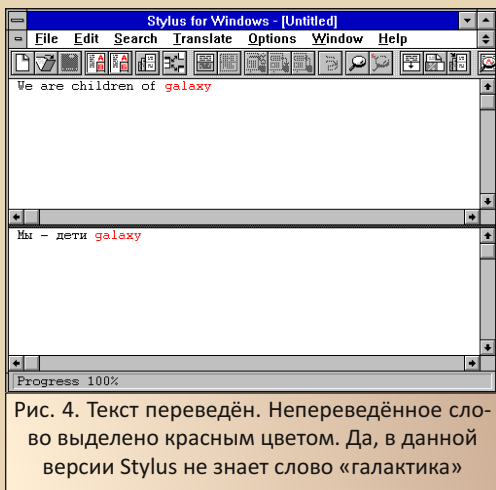 Stylus for Windows - [Untitled]
File Edit Search Translate Options Window Help
We are children of galaxy
Мы - дети galaxy
Progress 100%
Рис. 4. Текст переведён. Непереведённое сло-
во выделено красным цветом. Да, в данной
версии Stylus не знает слово «галактика»